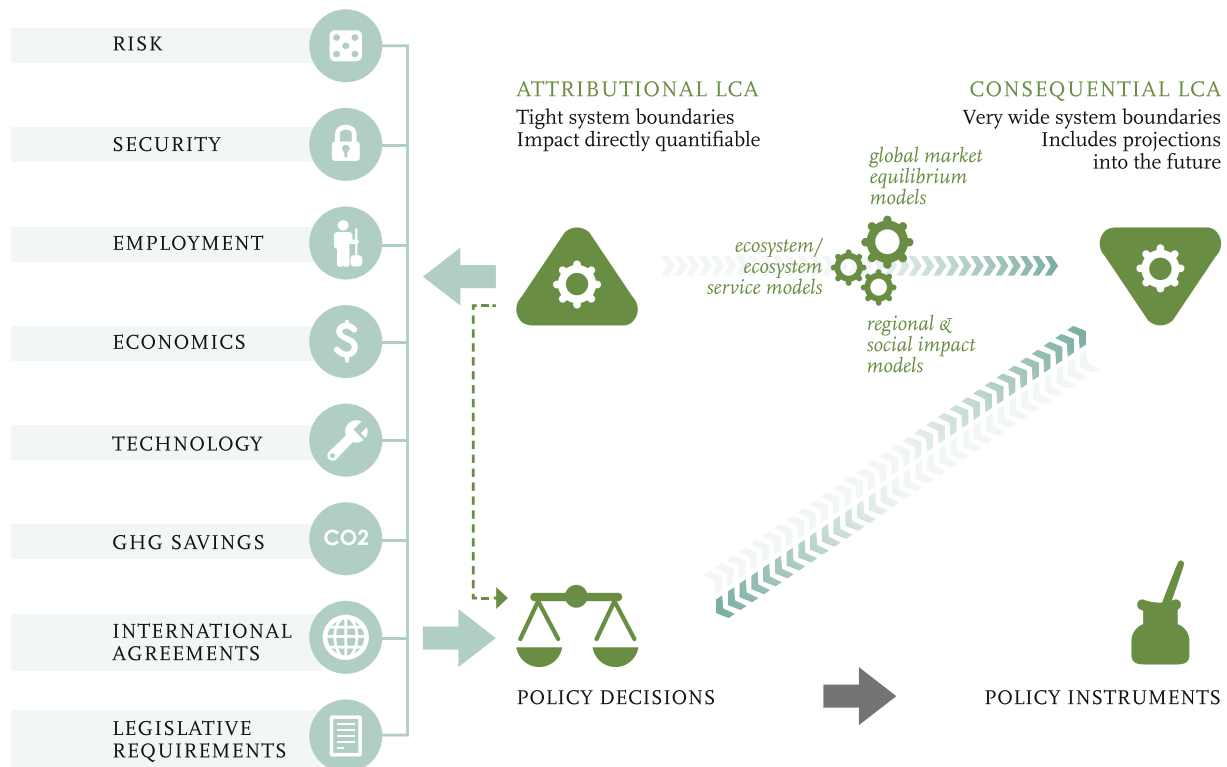 RISK
SECURITY
EMPLOYMENT
ECONOMICS
TECHNOLOGY
CO2
GHG SAVINGS
INTERNATIONAL
AGREEMENTS
LEGISLATIVE
REQUIREMENTS
ATTRIBUTIONAL LCA
Tight system boundaries
Impact directly quantifiable
CONSEQUENTIAL LCA
Very wide system boundaries
Includes projections
into the future
global market
equilibrium
models
ecosystem/
ecosystem
service models
regional &
social impact
models
POLICY DECISIONS
POLICY INSTRUMENTS